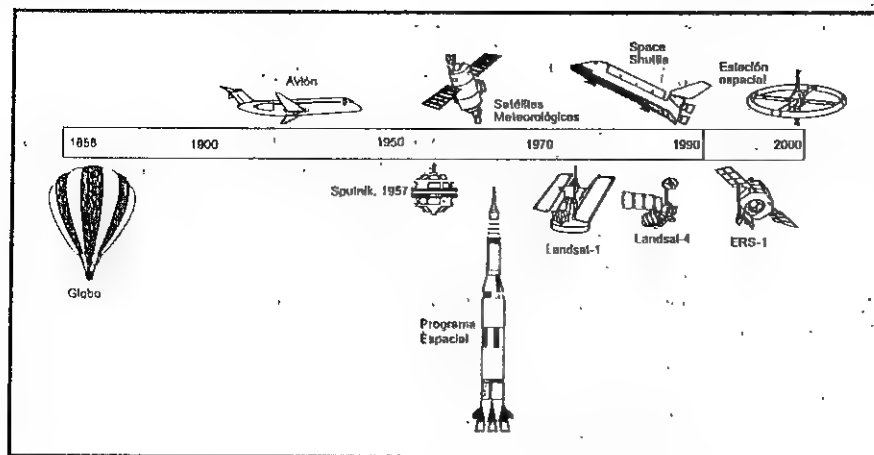 Space
Shuttle
Estación
espacial
Avión
Satélites
Meteorológicos
1858 1900 1950 1970 1990 2000
Sputnik, 1957
Landsat-1
Landsat-4
ERS-1
Globo
Programa
Espacial